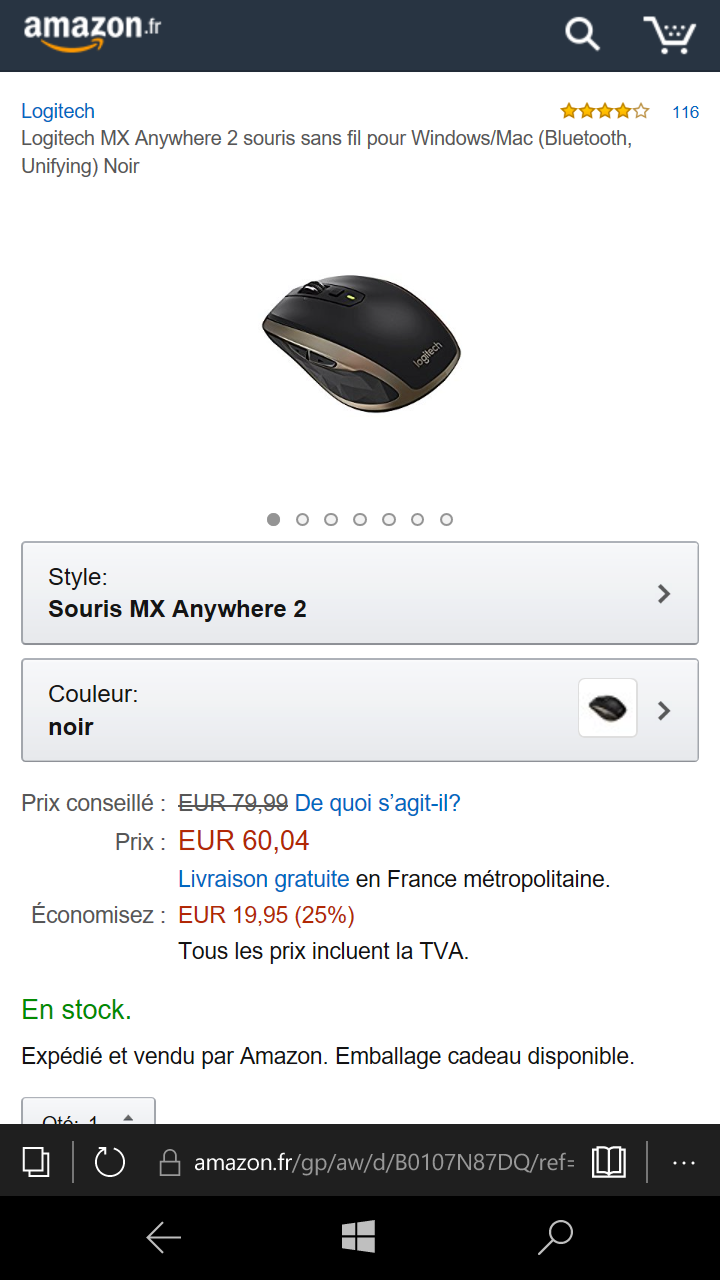 amazon.fr
Logitech
116
Logitech MX Anywhere 2 souris sans fil pour Windows/Mac (Bluetooth,
Unifying) Noir
logitech
Style:
Souris MX Anywhere 2
Couleur:
noir
Prix conseillé : EUR 79,99 De quoi s’agit-il?
Prix : EUR 60,04
Livraison gratuite en France métropolitaine.
Économisez : EUR 19,95 (25%)
Tous les prix incluent la TVA.
En stock.
Expédié et vendu par Amazon. Emballage cadeau disponible.
Qté: 1
amazon.fr/gp/aw/d/B0107N87DQ/ref=